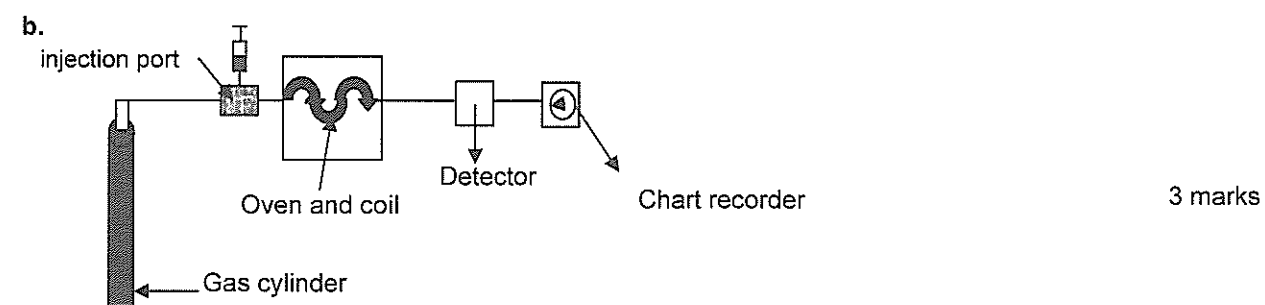 b.
injection port
Detector
Oven and coil
Chart recorder
3 marks
Gas cylinder